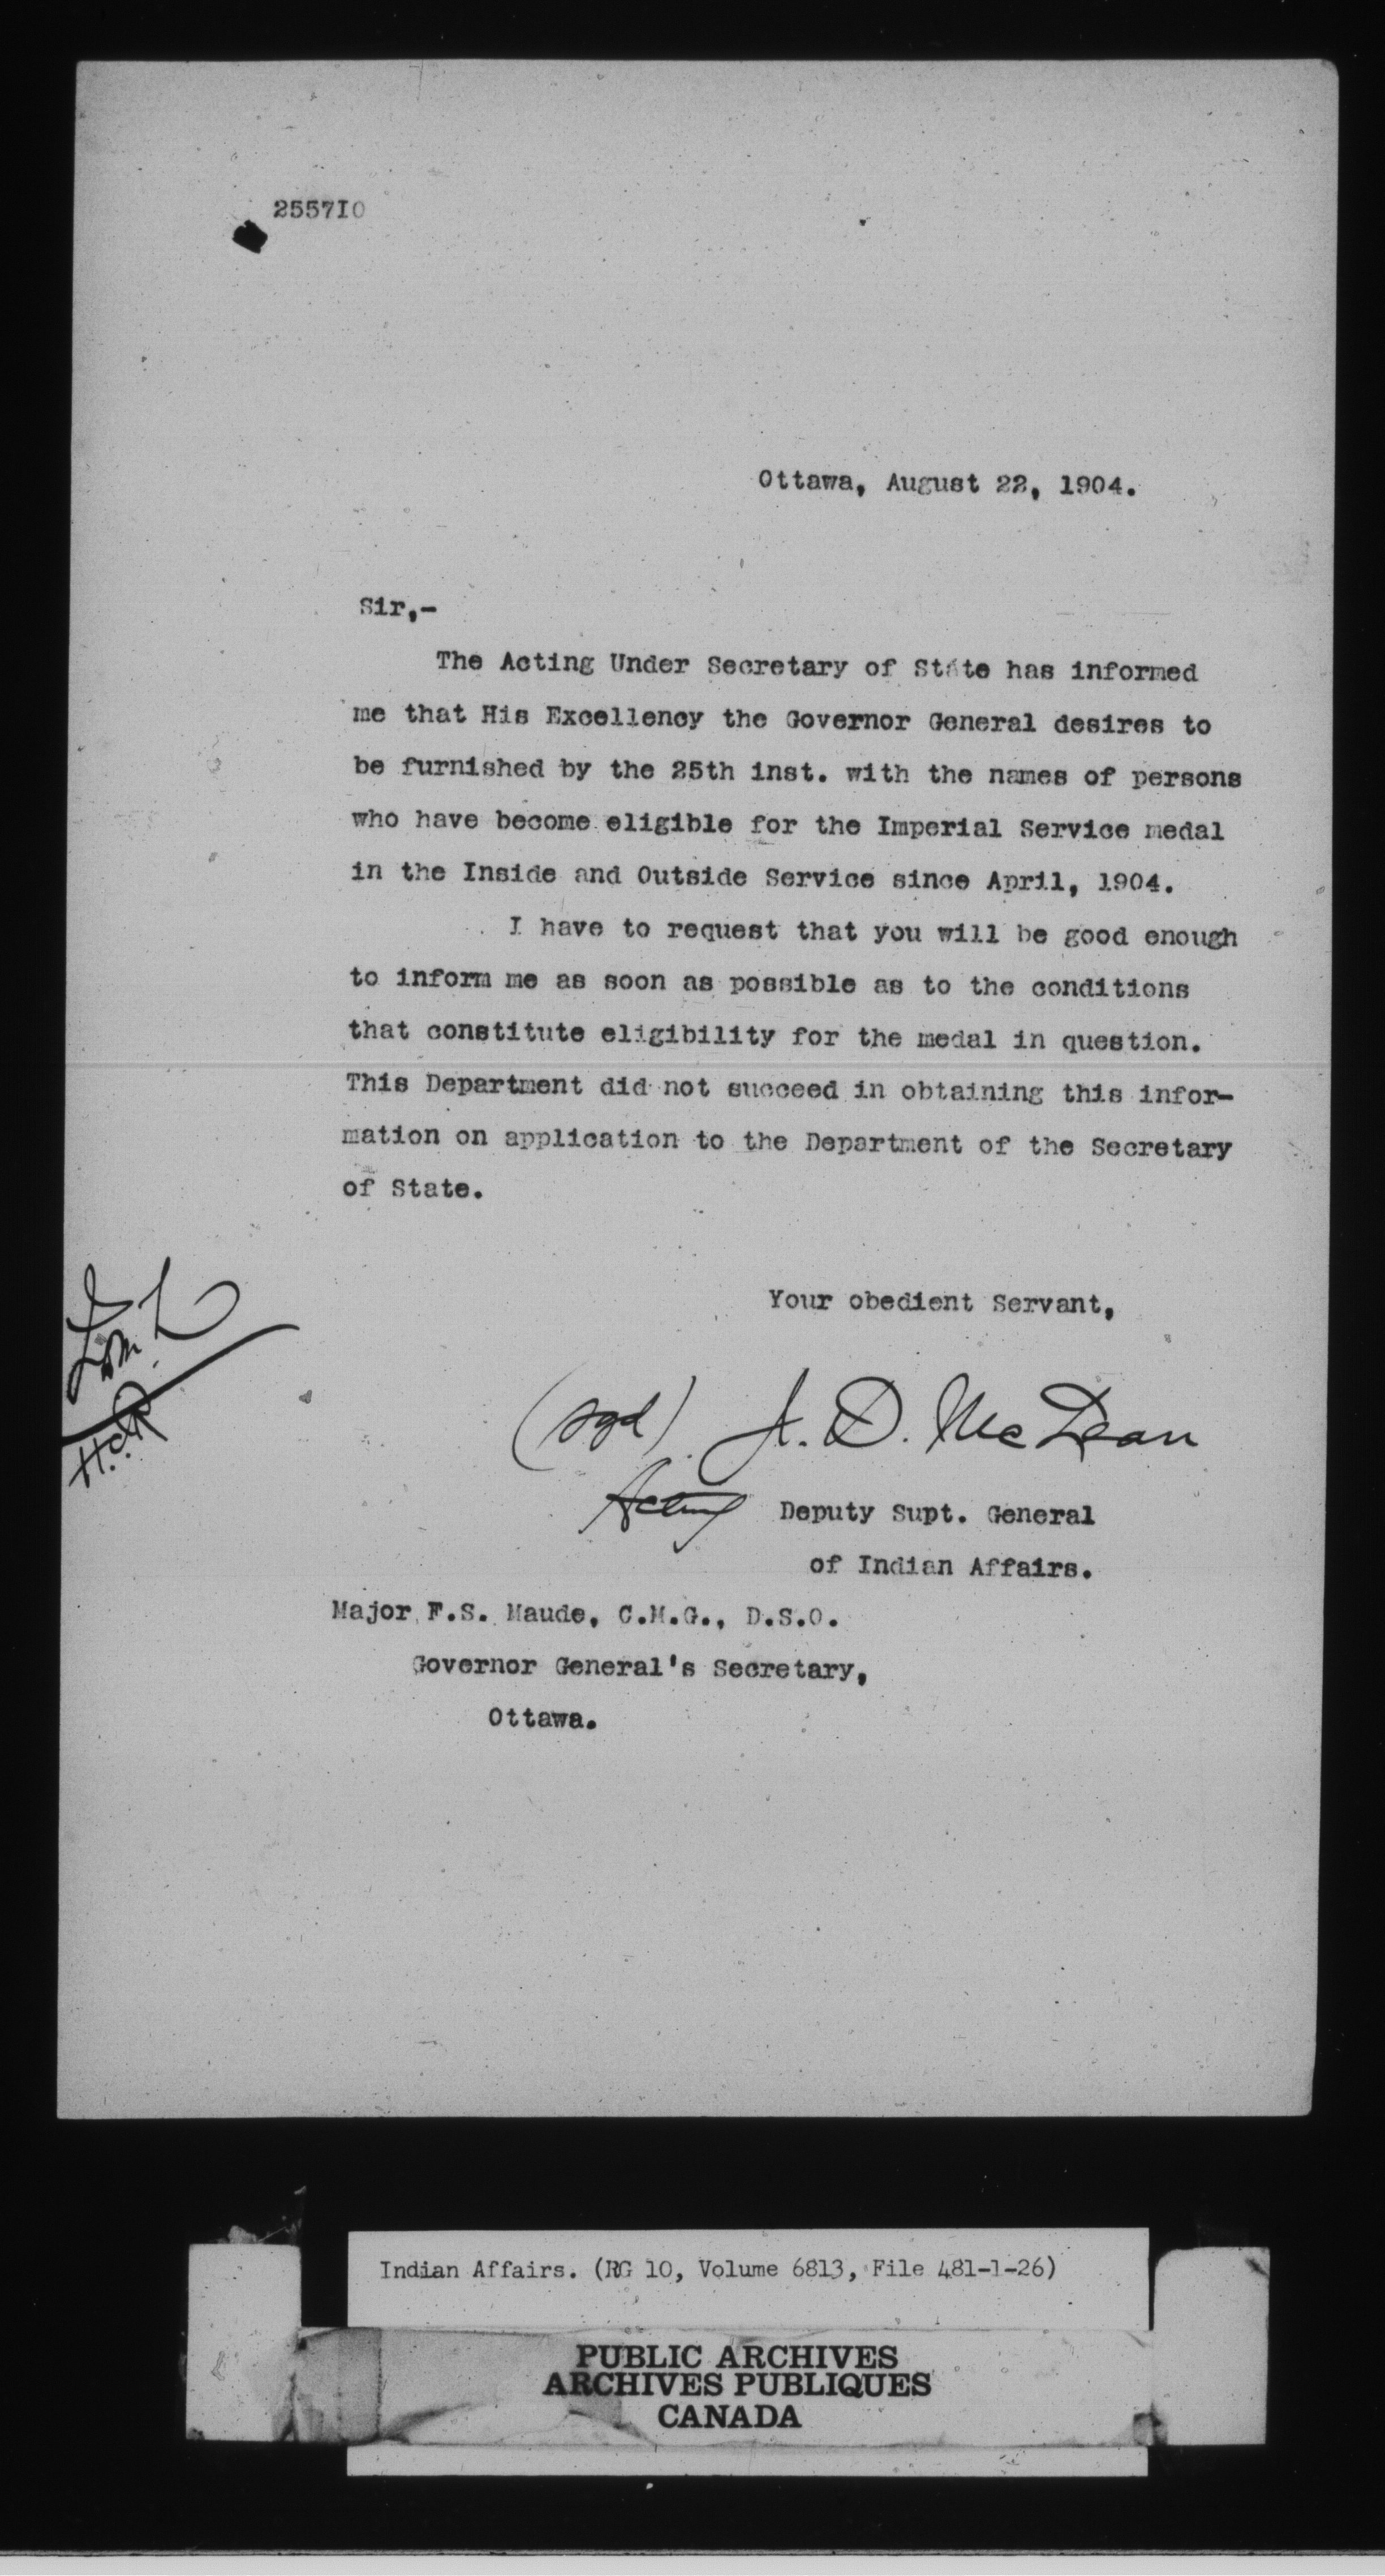 255710
Ottawa, August 22, 1904.
Sir,-
The Acting Under Secretary of State has informed
me that His Excellency the Governor General desires to
be furnished by the 25th inst. with the names of persons
who have become eligible for the Imperial Service medal
in the Inside and Outside Service since April, 1904.
I have to request that you will be good enough
to inform me as soon as possible as to the conditions
that constitute eligibility for the medal in question.
This Department did not succeed in obtaining this infor-
mation on application to the Department of the Secretary
of State.
Your obedient Servant,
(sgd) J. D. McLean
Acting Deputy Supt. General
of Indian Affairs.
Major F.S. Maude, C.M.G., D.S.O.
Governor General's Secretary,
Ottawa.
Indian Affairs. (RG 10, Volume 6813, File 481-1-26)
PUBLIC ARCHIVES
ARCHIVES PUBLIQUES
CANADA